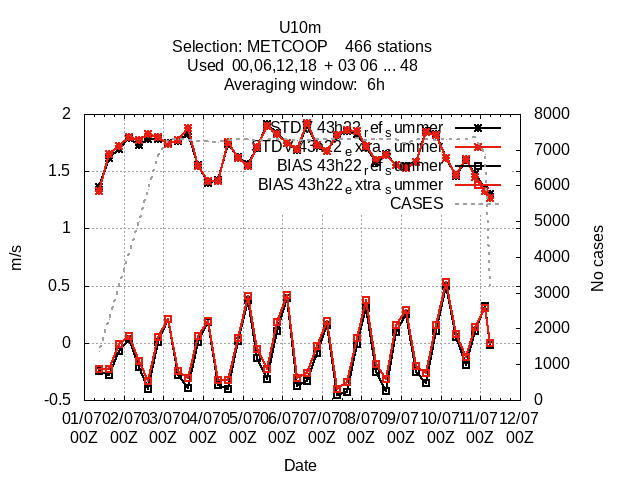 U10m
Selection: METCOOP 466 stations
Used 00,06,12,18 + 03 06 ... 48
Averaging window: 6h
2
1.5
1
0.5
0
-0.5
8000
7000
6000
5000
4000
3000
2000
1000
0
STDV 43h22_ref_summer
STDV 43h22_extra_summer
BIAS 43h22_ref_summer
BIAS 43h22_extra_summer
CASES
m/s
No cases
01/07 02/07 03/07 04/07 05/07 06/07 07/07 08/07 09/07 10/07 11/07 12/07
00Z 00Z 00Z 00Z 00Z 00Z 00Z 00Z 00Z 00Z 00Z 00Z
Date